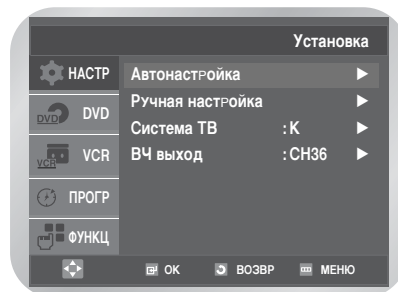 Установка
НАСТР
Автонастройка
DVD DVD
Ручная настройка
Система ТВ :K
VCR VCR
ВЧ выход :CH36
ПРОГР
ФУНКЦ
OK ВОЗВР МЕНЮ